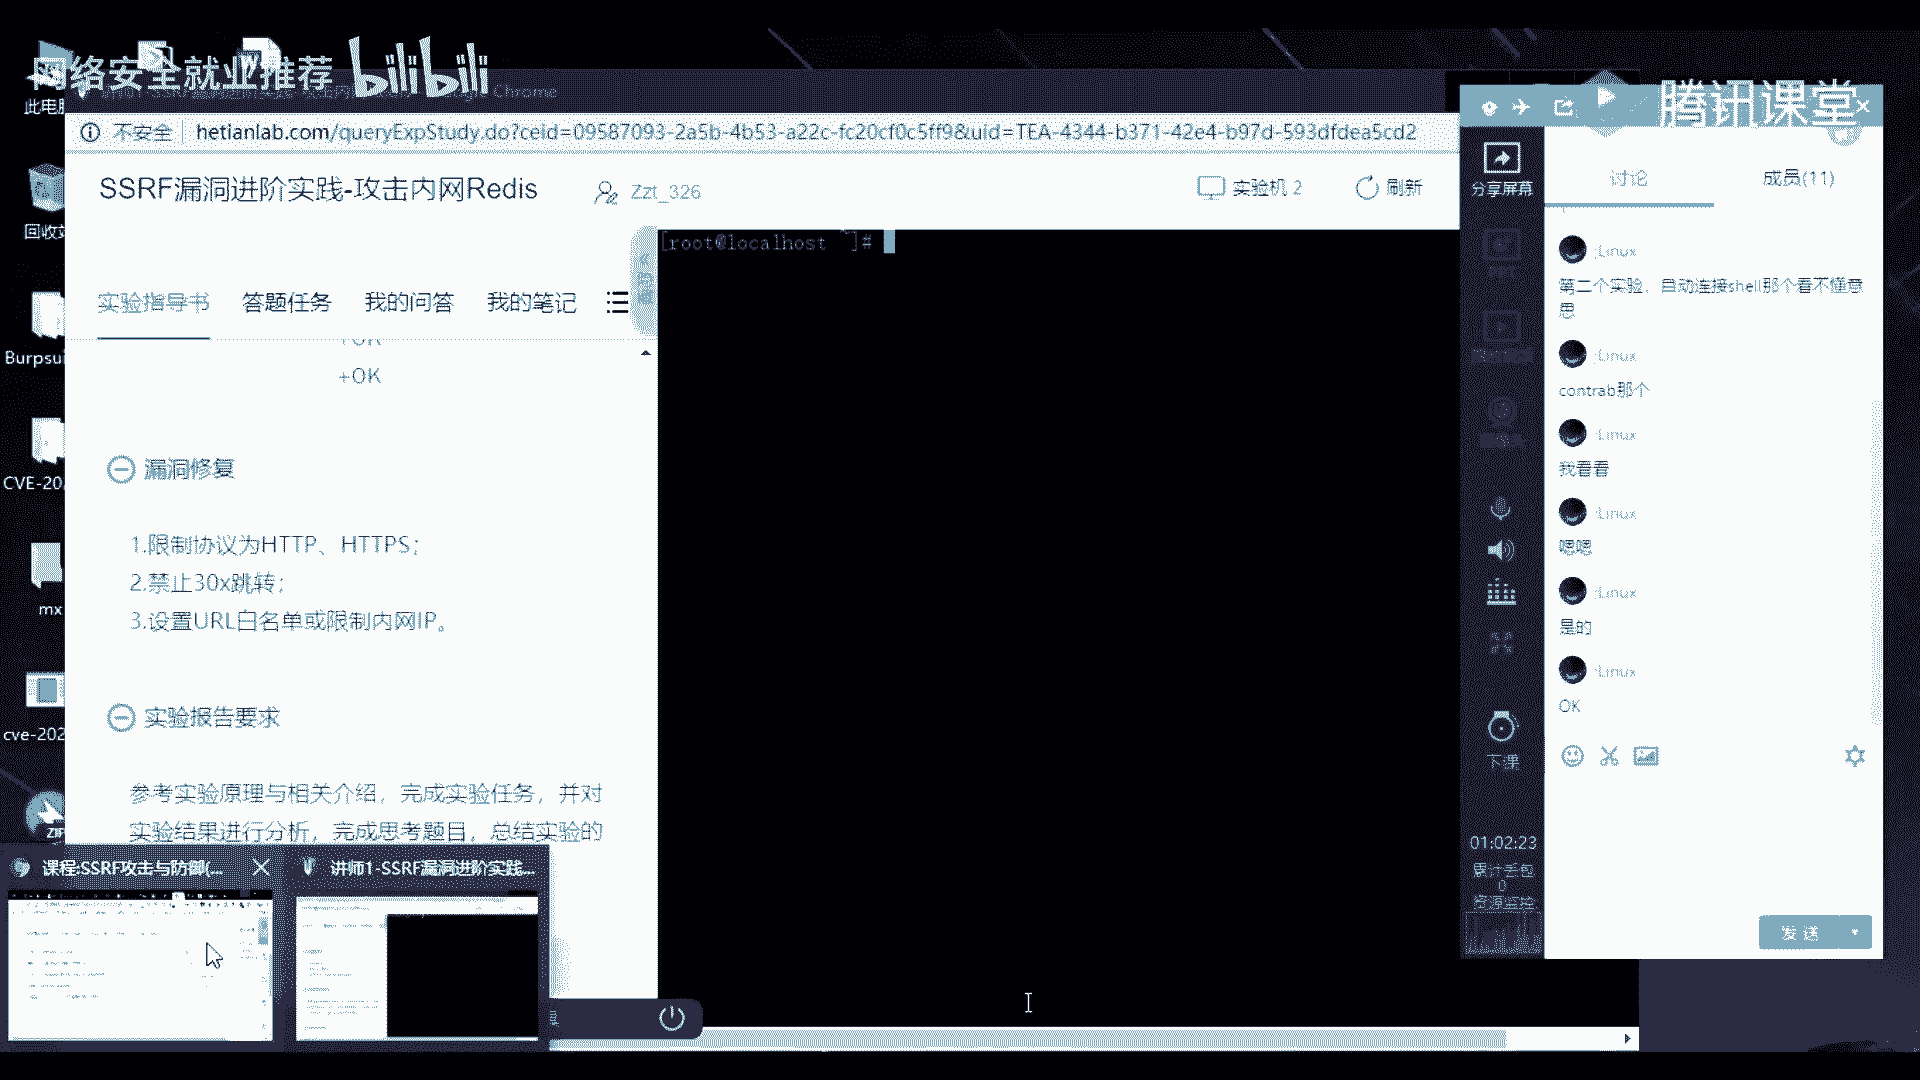 网络安全就业推荐 bilibili
腾讯课堂
此电脑
Chrome
不安全 hetianlab.com/queryExpStudy.do?ceid=09587093-2a5b-4b53-a22c-fc20cf0c5ff9&uid=TEA-4344-b371-42e4-b97d-593dfdea5cd2
SSRF漏洞进阶实践-攻击内网Redis
Zzt_326
实验机 2
刷新
[root@localhost ~]#
实验指导书 答题任务 我的问答 我的笔记
+OK
+OK
漏洞修复
1.限制协议为HTTP、HTTPS；
2.禁止30x跳转；
3.设置URL白名单或限制内网IP。
实验报告要求
参考实验原理与相关介绍，完成实验任务，并对
实验结果进行分析，完成思考题目，总结实验的
回收站
Burpsui
CVE-20
mx
cve-202
ZIP
课程:SSRF攻击与防御(...
讲师1-SSRF漏洞进阶实践...
分享屏幕
下课
01:02:23
累计丢包
0
资源监控
讨论 成员(11)
Linux
第二个实验，自动连接shell那个看不懂意
思
Linux
contrab那个
Linux
我看看
Linux
嗯嗯
Linux
是的
Linux
OK
发送